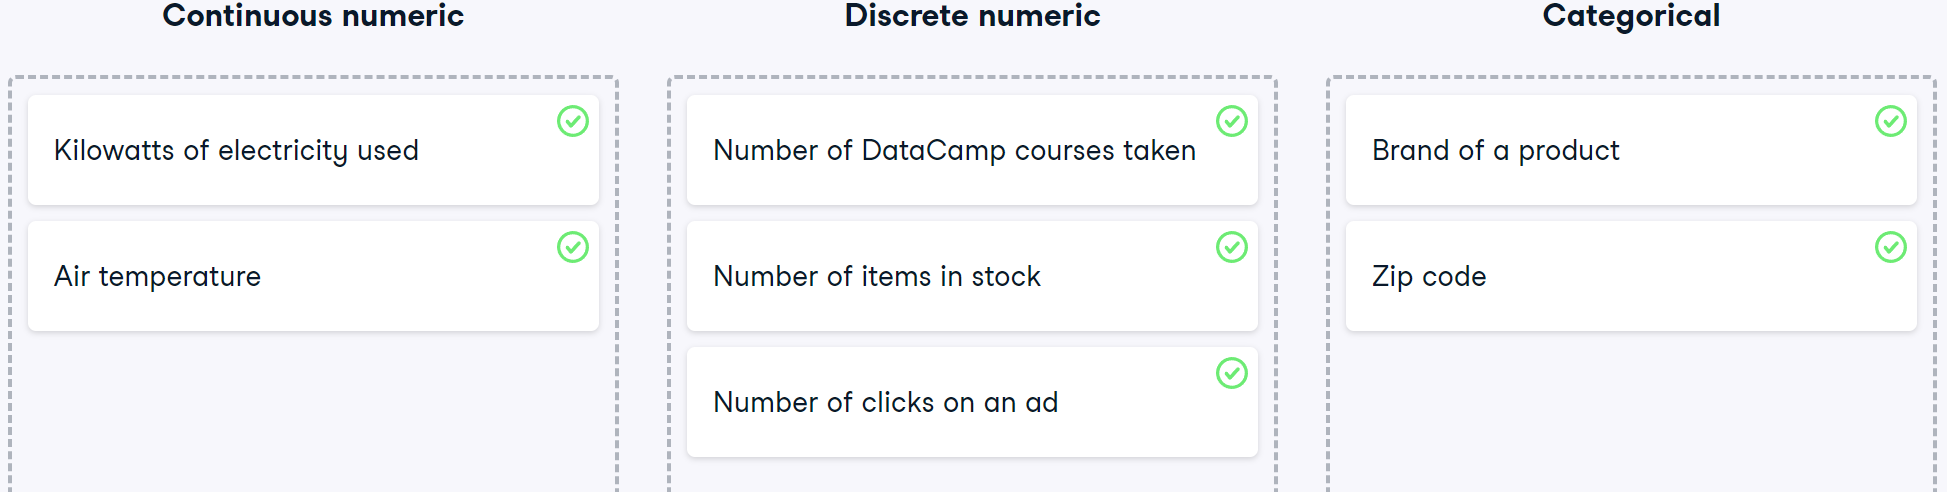 Continuous numeric
Kilowatts of electricity used
Air temperature
Discrete numeric
Number of DataCamp courses taken
Number of items in stock
Number of clicks on an ad
Categorical
Brand of a product
Zip code